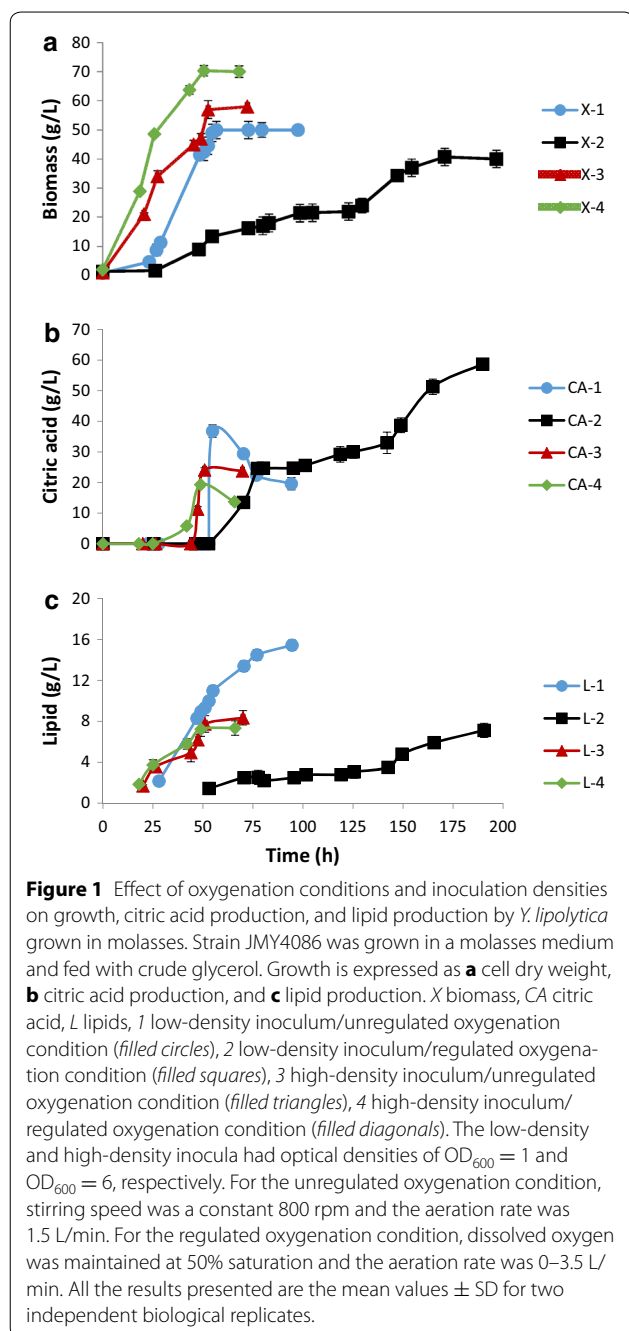 a
80
70
60
50
40
30
20
10
0
Biomass (g/L)
X-1
X-2
X-3
X-4
b
70
60
50
40
30
20
10
0
Citric acid (g/L)
CA-1
CA-2
CA-3
CA-4
c
16
12
8
4
0
Lipid (g/L)
L-1
L-2
L-3
L-4
0 25 50 75 100 125 150 175 200
Time (h)
Figure 1 Effect of oxygenation conditions and inoculation densities
on growth, citric acid production, and lipid production by Y. lipolytica
grown in molasses. Strain JMY4086 was grown in a molasses medium
and fed with crude glycerol. Growth is expressed as a cell dry weight,
b citric acid production, and c lipid production. X biomass, CA citric
acid, L lipids, 1 low-density inoculum/unregulated oxygenation
condition (filled circles), 2 low-density inoculum/regulated oxygena-
tion condition (filled squares), 3 high-density inoculum/unregulated
oxygenation condition (filled triangles), 4 high-density inoculum/
regulated oxygenation condition (filled diagonals). The low-density
and high-density inocula had optical densities of OD600 = 1 and
OD600 = 6, respectively. For the unregulated oxygenation condition,
stirring speed was a constant 800 rpm and the aeration rate was
1.5 L/min. For the regulated oxygenation condition, dissolved oxygen
was maintained at 50% saturation and the aeration rate was 0–3.5 L/
min. All the results presented are the mean values ± SD for two
independent biological replicates.